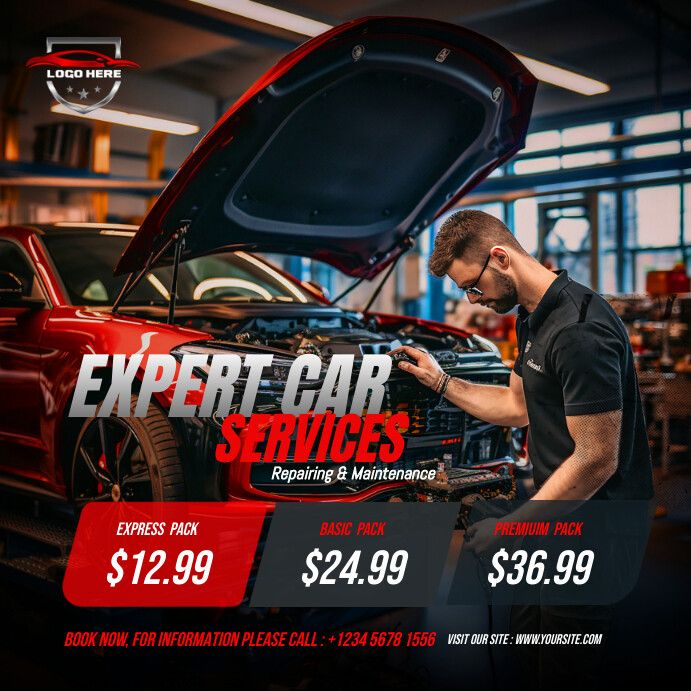 LOGO HERE
EXPERT CAR
SERVICES
Repairing & Maintenance
EXPRESS PACK
$12.99
BASIC PACK
$24.99
PREMIUIM PACK
$36.99
BOOK NOW, FOR INFORMATION PLEASE CALL : +1234 5678 1556
VISIT OUR SITE : WWW.YOURSITE.COM